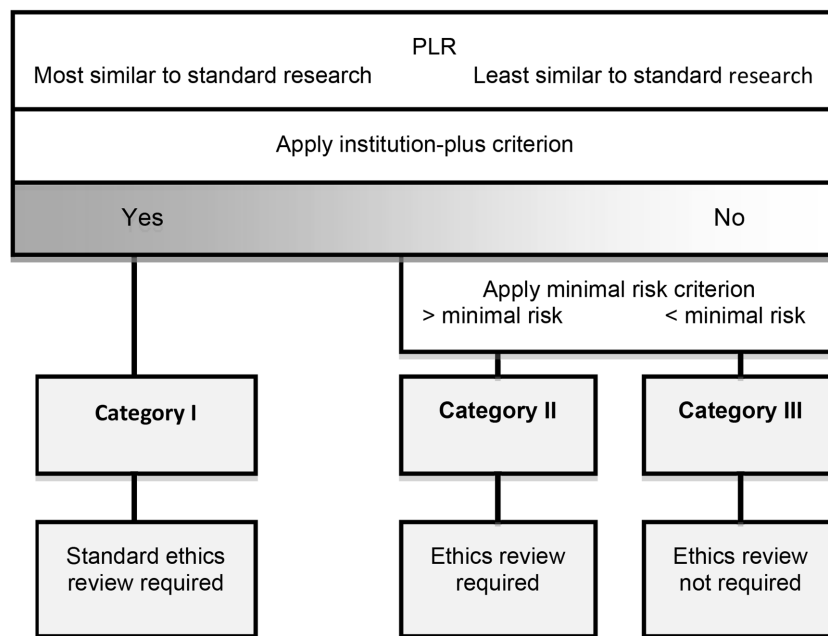 PLR
Most similar to standard research Least similar to standard research
Apply institution-plus criterion
Yes No
Apply minimal risk criterion
> minimal risk < minimal risk
Category I Category II Category III
Standard ethics Ethics review Ethics review
review required required not required